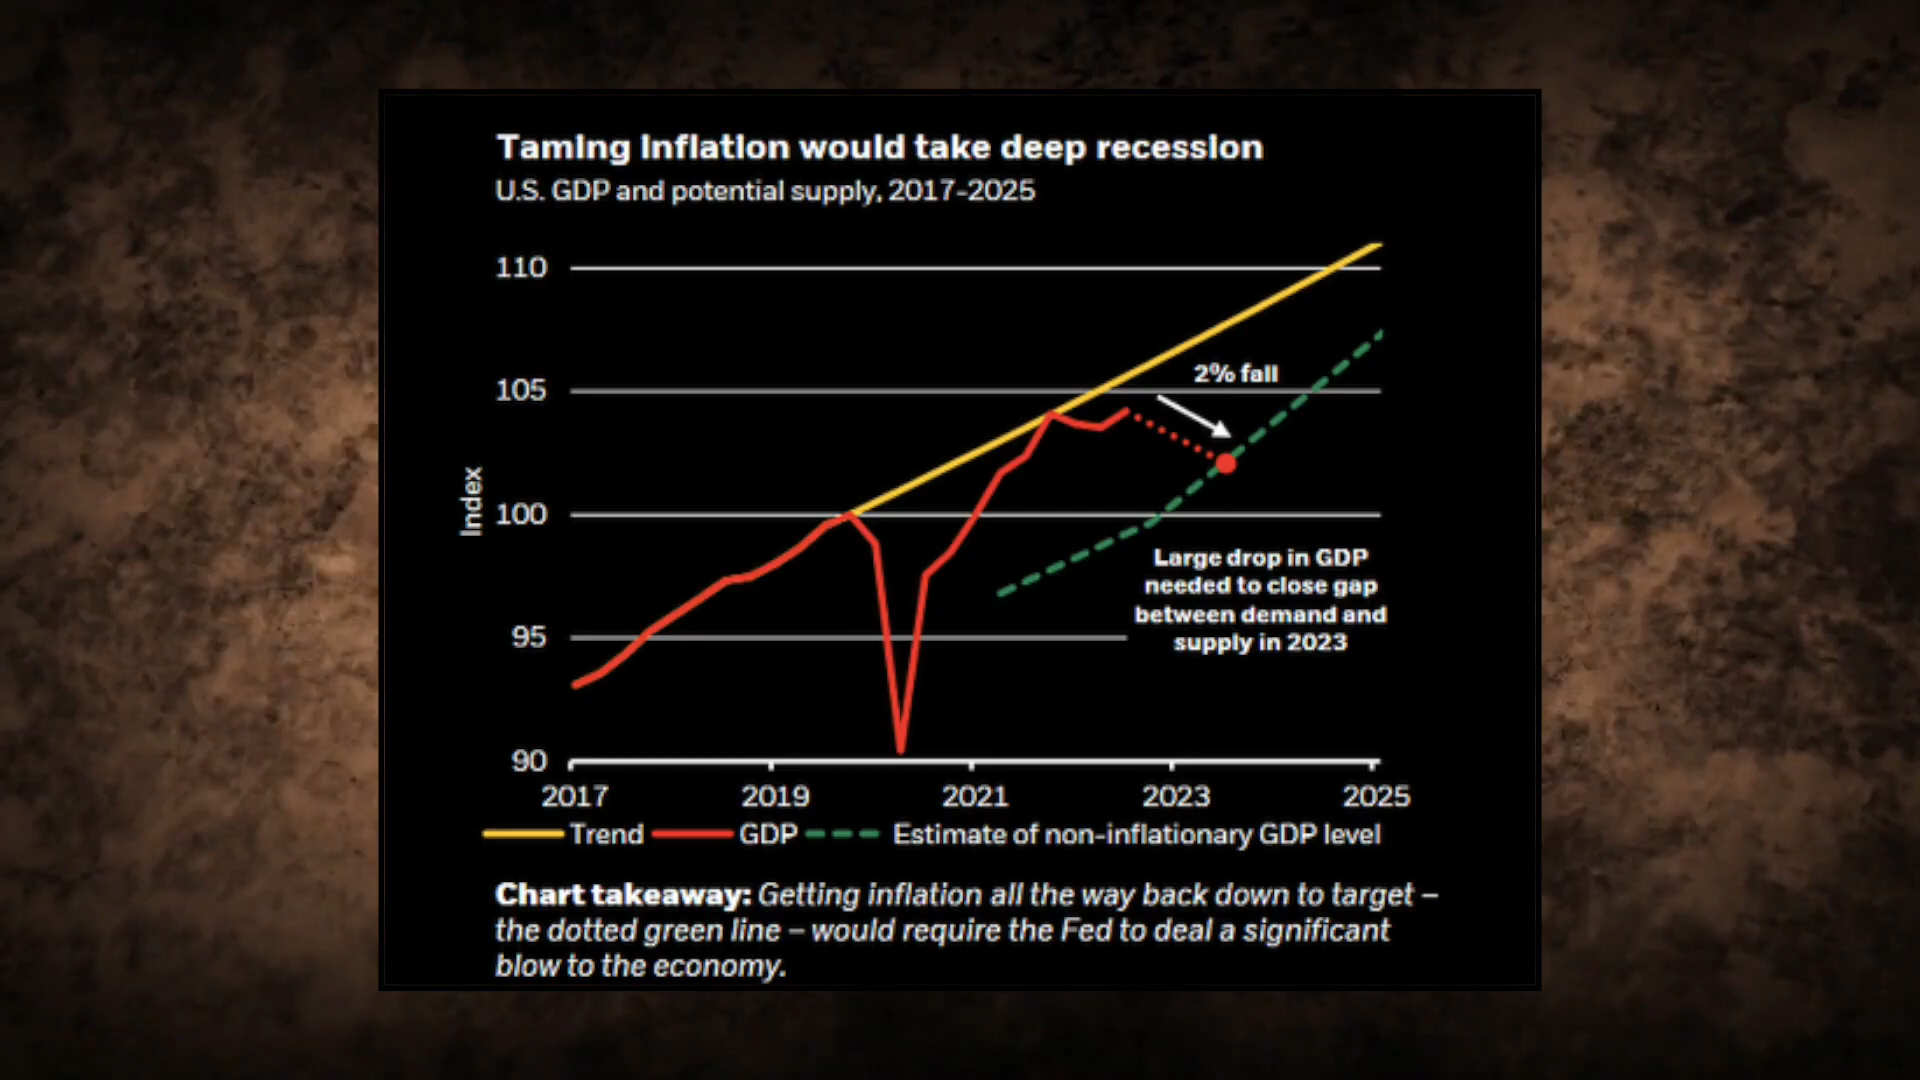 Taming inflation would take deep recession
U.S. GDP and potential supply, 2017-2025
110
105
100
95
90
Index
2% fall
Large drop in GDP
needed to close gap
between demand and
supply in 2023
2017 2019 2021 2023 2025
Trend GDP Estimate of non-inflationary GDP level
Chart takeaway: Getting inflation all the way back down to target –
the dotted green line – would require the Fed to deal a significant
blow to the economy.